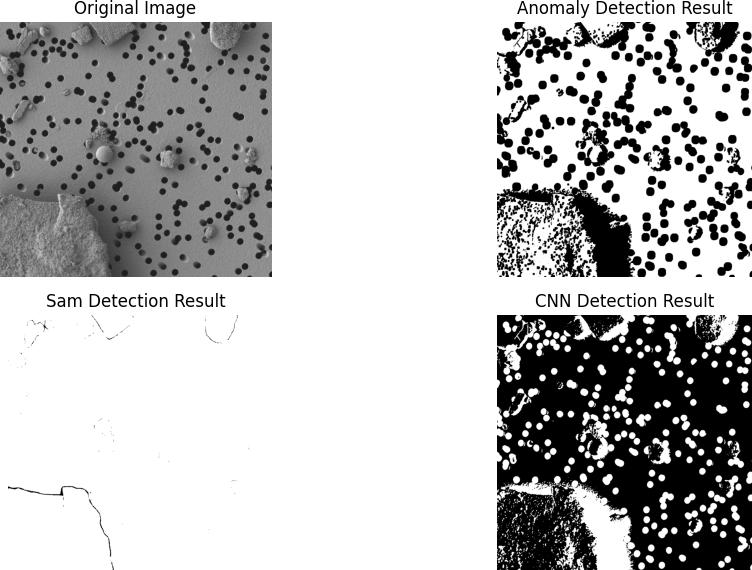 Original Image
Anomaly Detection Result
Sam Detection Result
CNN Detection Result